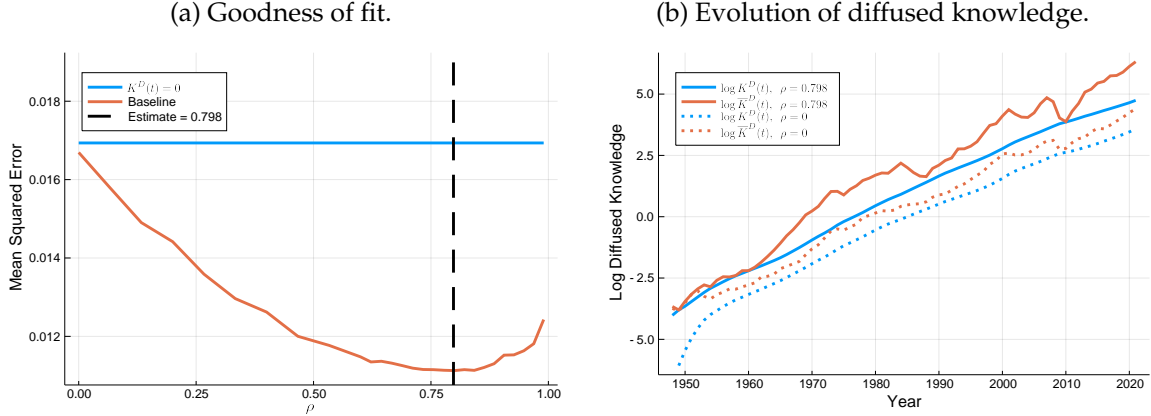 (a) Goodness of fit.
(b) Evolution of diffused knowledge.
Mean Squared Error
0.018
0.016
0.014
0.012
K^D(t) = 0
Baseline
Estimate = 0.798
0.00
0.25
0.50
0.75
1.00
ρ
Log Diffused Knowledge
5.0
2.5
0.0
-2.5
-5.0
log K^D(t), ρ = 0.798
log K̅^D(t), ρ = 0.798
log K^D(t), ρ = 0
log K̅^D(t), ρ = 0
1950
1960
1970
1980
1990
2000
2010
2020
Year